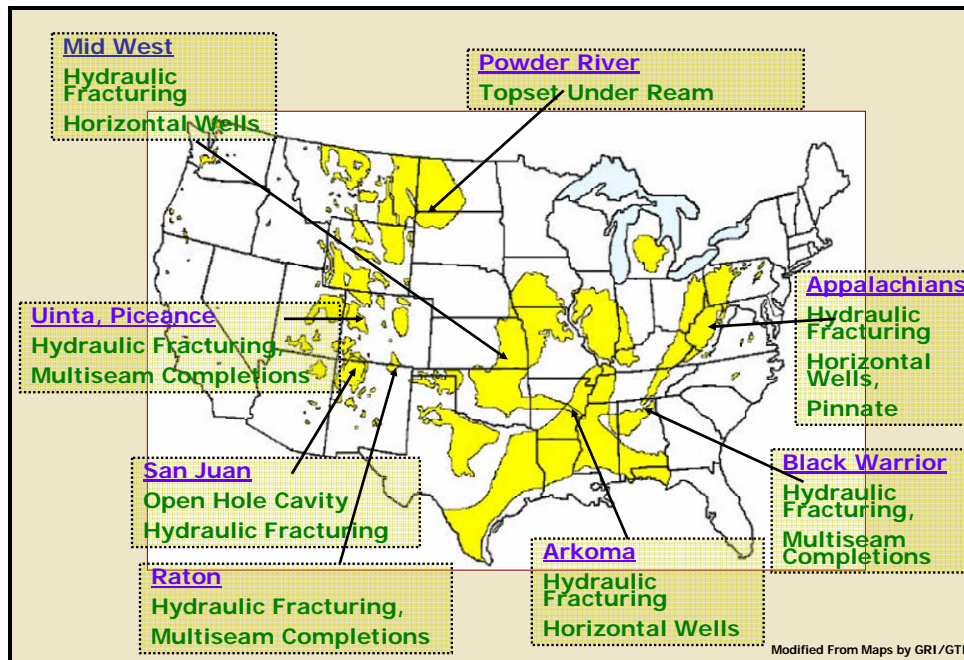 Mid West
Hydraulic
Fracturing
Horizontal Wells
Powder River
Topset Under Ream
Uinta, Piceance
Hydraulic Fracturing,
Multiseam Completions
Appalachians
Hydraulic
Fracturing
Horizontal
Wells,
Pinnate
San Juan
Open Hole Cavity
Hydraulic Fracturing
Black Warrior
Hydraulic
Fracturing,
Multiseam
Completions
Raton
Hydraulic Fracturing,
Multiseam Completions
Arkoma
Hydraulic
Fracturing
Horizontal Wells
Modified From Maps by GRI/GTI